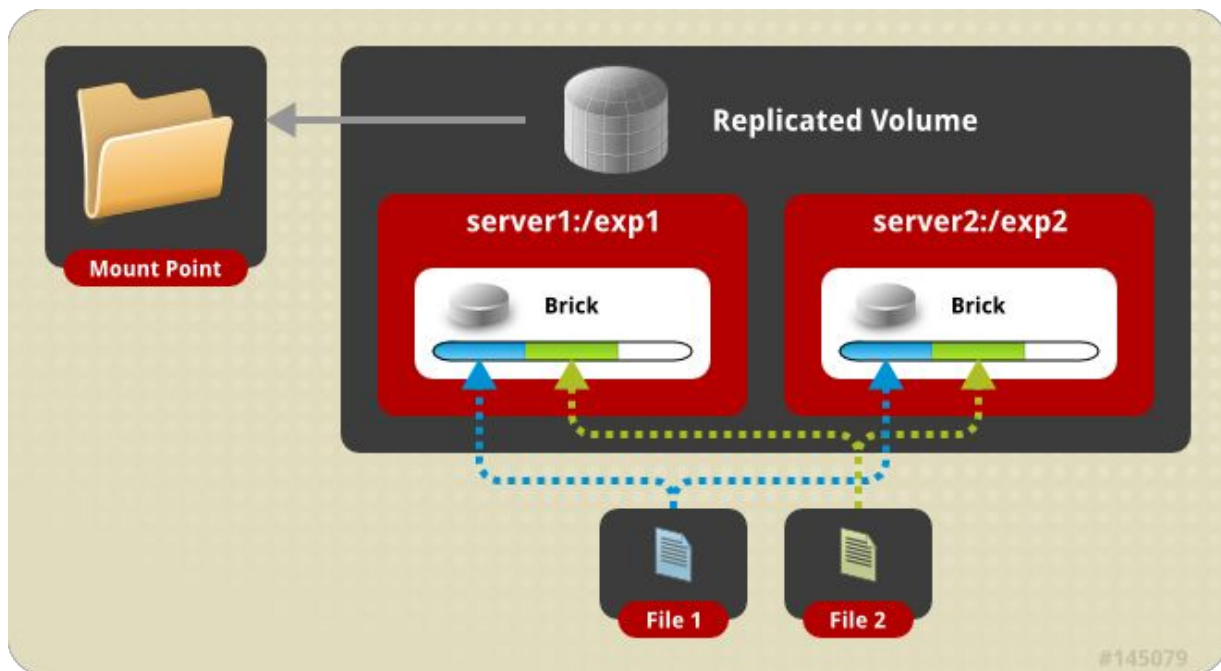 Replicated Volume
server1:/exp1
server2:/exp2
Mount Point
Brick
Brick
File 1
File 2
#145079